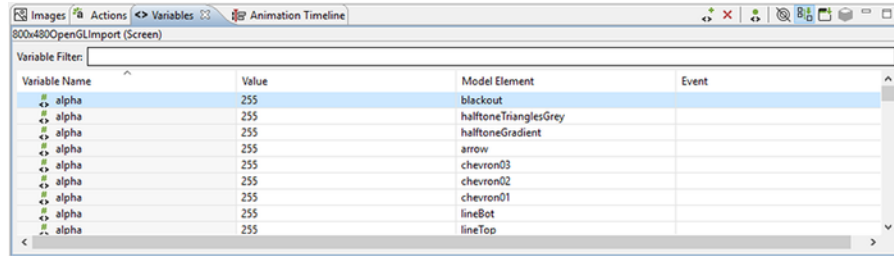 Images Actions <> Variables Animation Timeline
800x480OpenGLImport (Screen)
Variable Filter:
Variable Name Value Model Element Event
alpha 255 blackout
alpha 255 halftoneTrianglesGrey
alpha 255 halftoneGradient
alpha 255 arrow
alpha 255 chevron03
alpha 255 chevron02
alpha 255 chevron01
alpha 255 lineBot
alpha 255 lineTop